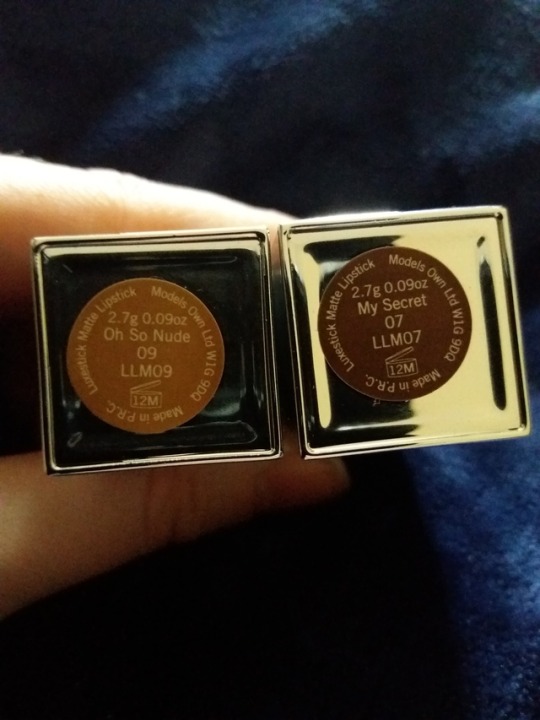 Luxestick Matte Lipstick Models Own Ltd W1G 9DQ
2.7g 0.09oz
Oh So Nude
09
LLM09
12M
Made in P.R.C.
Luxestick Matte Lipstick Models Own Ltd W1G 9DQ
2.7g 0.09oz
My Secret
07
LLM07
12M
Made in P.R.C.